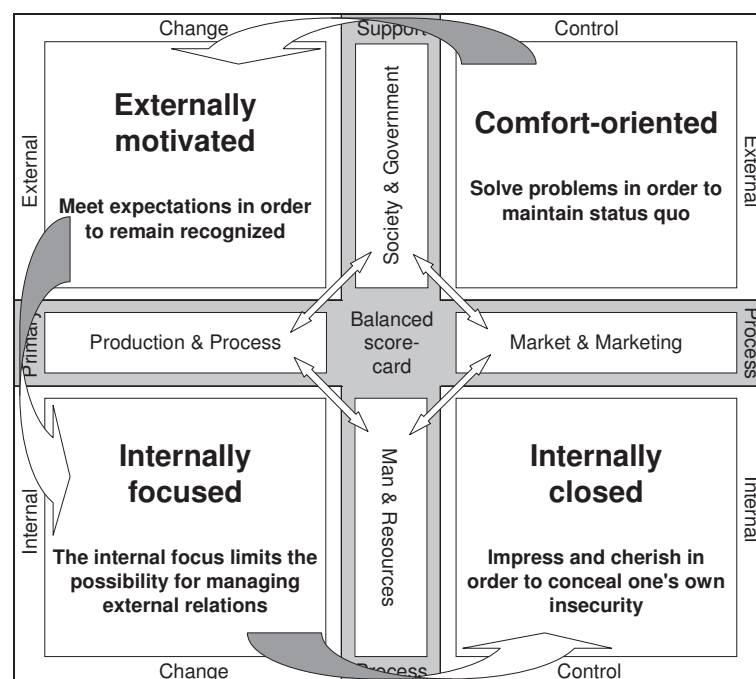 Change
Support
Control
External
Externally
motivated
Meet expectations in order
to remain recognized
Society & Government
Comfort-oriented
Solve problems in order to
maintain status quo
External
Primary
Production & Process
Balanced
score-
card
Market & Marketing
Process
Internal
Internally
focused
The internal focus limits the
possibility for managing
external relations
Man & Resources
Internally
closed
Impress and cherish in
order to conceal one's own
insecurity
Internal
Change
Process
Control